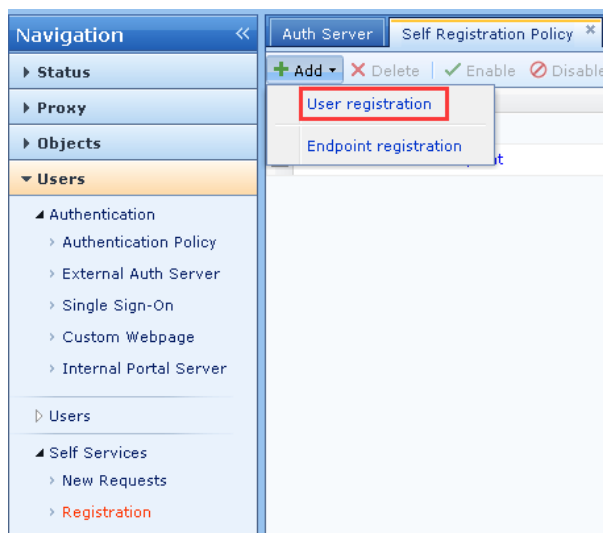 Navigation
Status
Proxy
Objects
Users
Authentication
Authentication Policy
External Auth Server
Single Sign-On
Custom Webpage
Internal Portal Server
Users
Self Services
New Requests
Registration
Auth Server
Self Registration Policy
Add
Delete
Enable
Disable
User registration
Endpoint registration